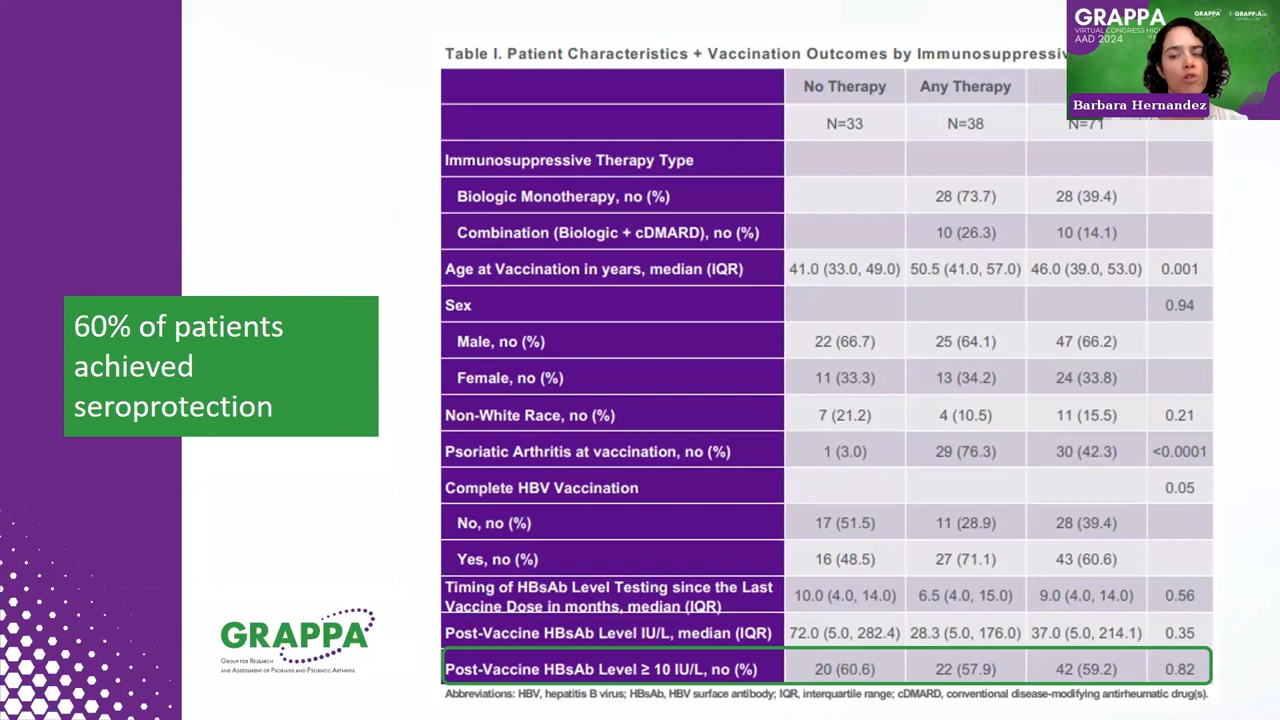 GRAPPA
VIRTUAL CONGRESS
AAD 2024
GRAPPA
Barbara Hernandez
Table I. Patient Characteristics + Vaccination Outcomes by
No Therapy Any Therapy
N=33 N=38 N=71
Immunosuppressive Therapy Type
Biologic Monotherapy, no (%) 28 (73.7) 28 (39.4)
Combination (Biologic + cDMARD), no (%) 10 (26.3) 10 (14.1)
Age at Vaccination in years, median (IQR) 41.0 (33.0, 49.0) 50.5 (41.0, 57.0) 46.0 (39.0, 53.0) 0.001
Sex 0.94
Male, no (%) 22 (66.7) 25 (64.1) 47 (66.2)
Female, no (%) 11 (33.3) 13 (34.2) 24 (33.8)
Non-White Race, no (%) 7 (21.2) 4 (10.5) 11 (15.5) 0.21
Psoriatic Arthritis at vaccination, no (%) 1 (3.0) 29 (76.3) 30 (42.3) <0.0001
Complete HBV Vaccination 0.05
No, no (%) 17 (51.5) 11 (28.9) 28 (39.4)
Yes, no (%) 16 (48.5) 27 (71.1) 43 (60.6)
Timing of HBsAb Level Testing since the Last
Vaccine Dose in months, median (IQR) 10.0 (4.0, 14.0) 6.5 (4.0, 15.0) 9.0 (4.0, 14.0) 0.56
Post-Vaccine HBsAb Level IU/L, median (IQR) 72.0 (5.0, 282.4) 28.3 (5.0, 176.0) 37.0 (5.0, 214.1) 0.35
Post-Vaccine HBsAb Level ≥ 10 IU/L, no (%) 20 (60.6) 22 (57.9) 42 (59.2) 0.82
Abbreviations: HBV, hepatitis B virus; HBsAb, HBV surface antibody; IQR, interquartile range; cDMARD, conventional disease-modifying antirheumatic drug(s).
60% of patients
achieved
seroprotection
GRAPPA
Group for Research
and Assessment of Psoriasis and Psoriatic Arthritis